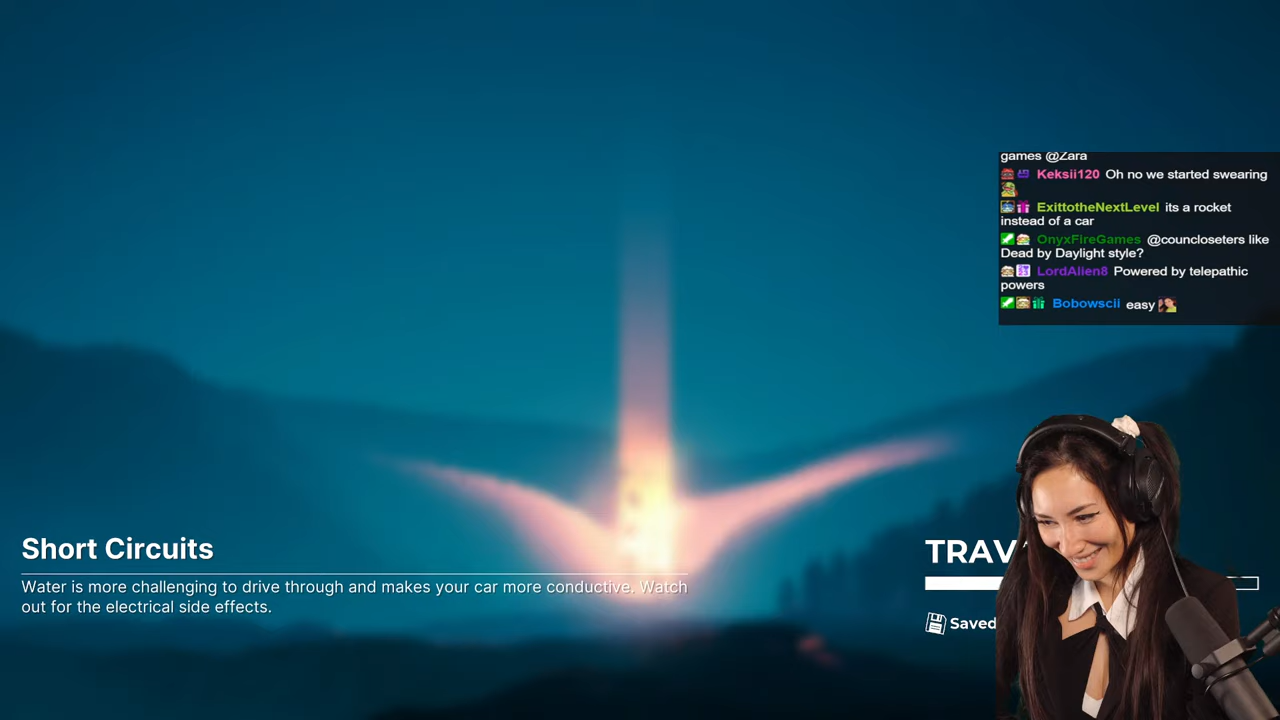 games @Zara
Keksii120 Oh no we started swearing
ExittotheNextLevel its a rocket
instead of a car
OnyxFireGames @councloseters like
Dead by Daylight style?
LordAlien8 Powered by telepathic
powers
Bobowscii easy
Short Circuits
Water is more challenging to drive through and makes your car more conductive. Watch
out for the electrical side effects.
TRAV
Saved